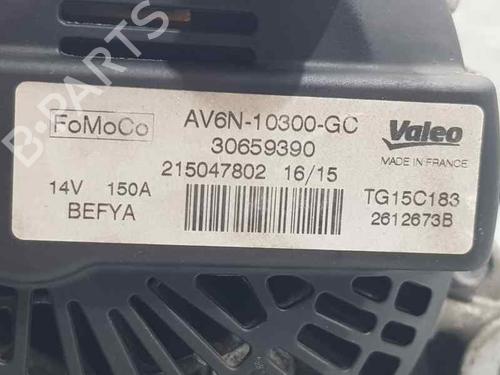 B-PARTS
FoMoCo
AV6N-10300-GC
30659390
Valeo
MADE IN FRANCE
215047802 16/15
14V 150A
BEFYA
TG15C183
2612673B